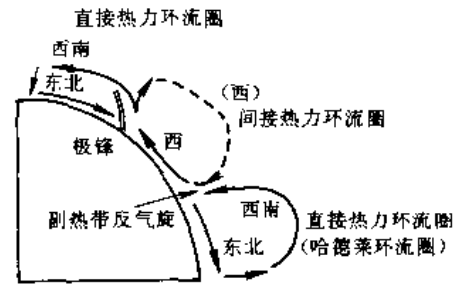 直接热力环流圈
西南
东北
(西)
间接热力环流圈
极锋
西
副热带反气旋
西南
东北
直接热力环流圈
(哈德莱环流圈)